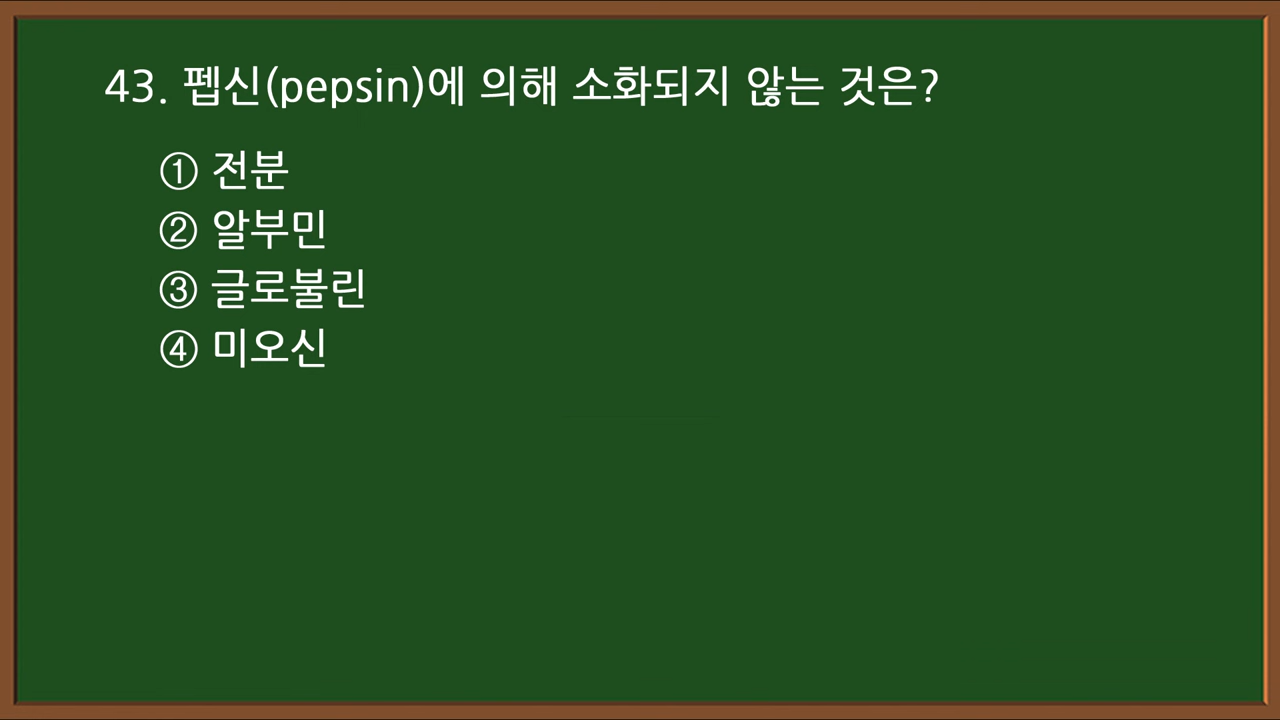 43. 펩신(pepsin)에 의해 소화되지 않는 것은?
① 전분
② 알부민
③ 글로불린
④ 미오신